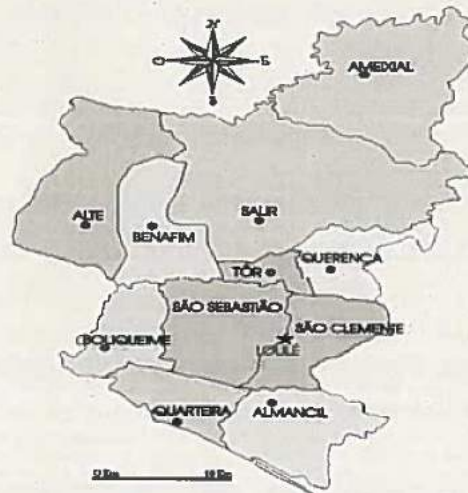 N
O E
S
AMEIXIAL
ALTE
SALIR
BENAFIM
QUERENÇA
TÔR
SÃO SEBASTIÃO
SÃO CLEMENTE
BOLIQUEIME
LOULÉ
QUARTEIRA
ALMANCIL
0 Km 10 Km